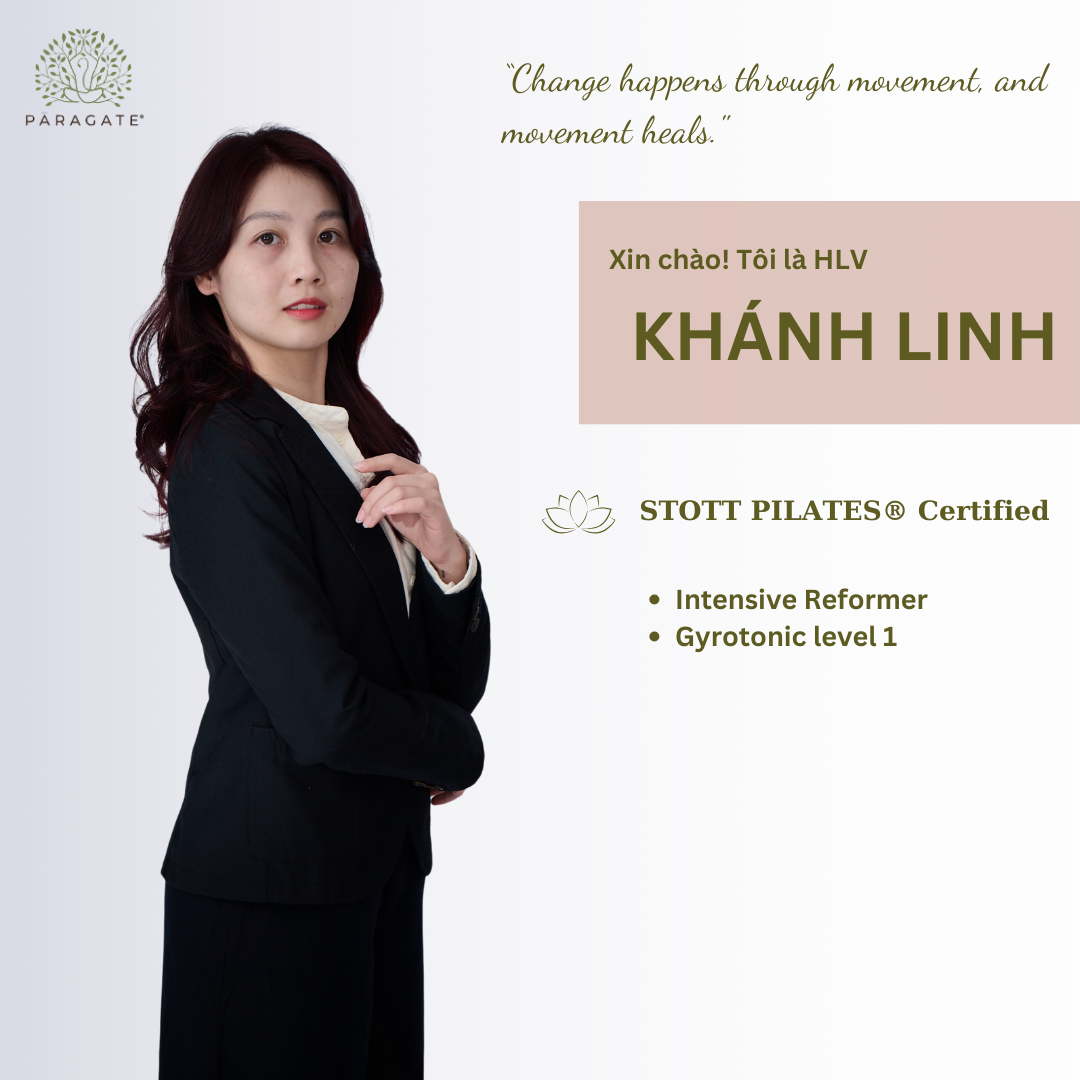 PARAGATE®
“Change happens through movement, and
movement heals.”
Xin chào! Tôi là HLV
KHÁNH LINH
STOTT PILATES® Certified
• Intensive Reformer
• Gyrotonic level 1